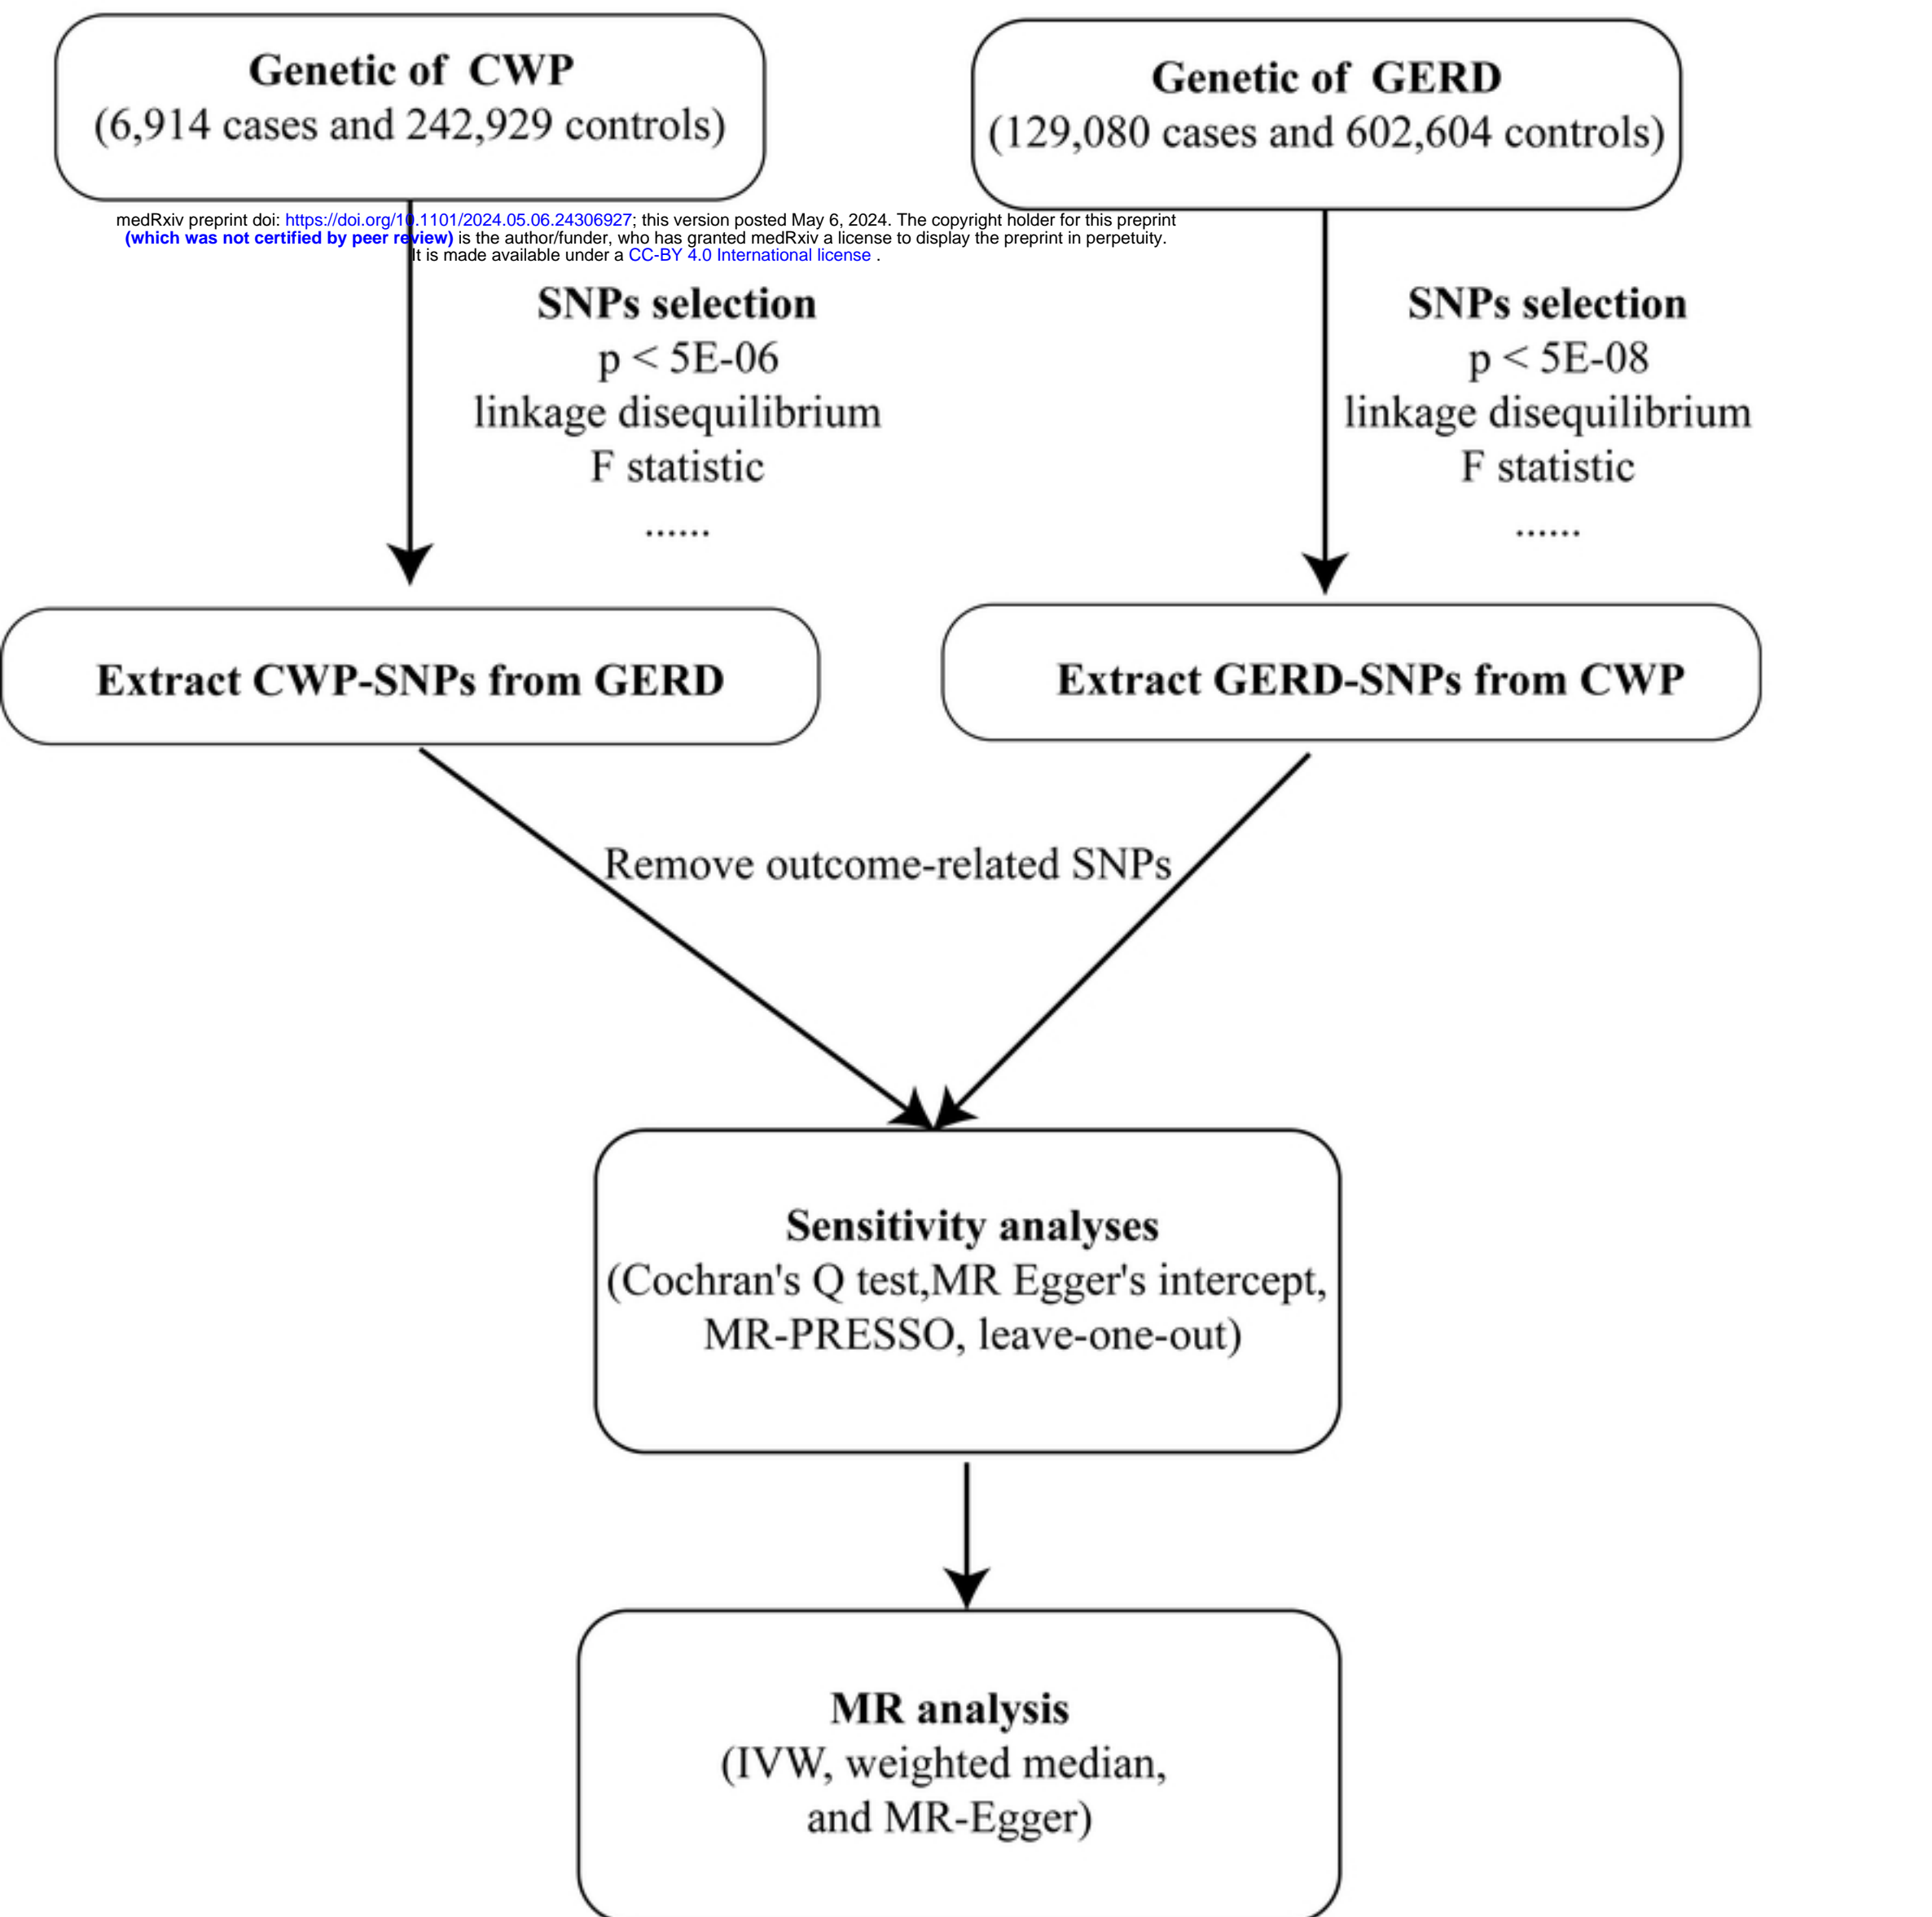 Genetic of CWP
(6,914 cases and 242,929 controls)
Genetic of GERD
(129,080 cases and 602,604 controls)
medRxiv preprint doi: https://doi.org/10.1101/2024.05.06.24306927; this version posted May 6, 2024. The copyright holder for this preprint
(which was not certified by peer review) is the author/funder, who has granted medRxiv a license to display the preprint in perpetuity.
It is made available under a CC-BY 4.0 International license .
SNPs selection
p < 5E-06
linkage disequilibrium
F statistic
......
SNPs selection
p < 5E-08
linkage disequilibrium
F statistic
......
Extract CWP-SNPs from GERD
Extract GERD-SNPs from CWP
Remove outcome-related SNPs
Sensitivity analyses
(Cochran's Q test,MR Egger's intercept,
MR-PRESSO, leave-one-out)
MR analysis
(IVW, weighted median,
and MR-Egger)